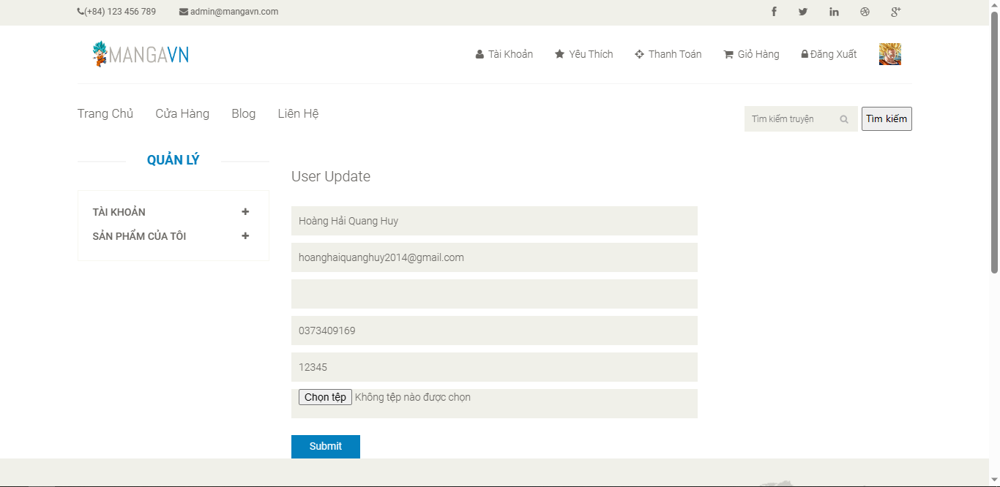 (+84) 123 456 789 admin@mangavn.com
MANGAVN
Tài Khoản Yêu Thích Thanh Toán Giỏ Hàng Đăng Xuất
Trang Chủ Cửa Hàng Blog Liên Hệ
Tìm kiếm truyện Tìm kiếm
QUẢN LÝ
TÀI KHOẢN
SẢN PHẨM CỦA TÔI
User Update
Hoàng Hải Quang Huy
hoanghaiquanghuy2014@gmail.com
0373409169
12345
Chọn tệp Không tệp nào được chọn
Submit